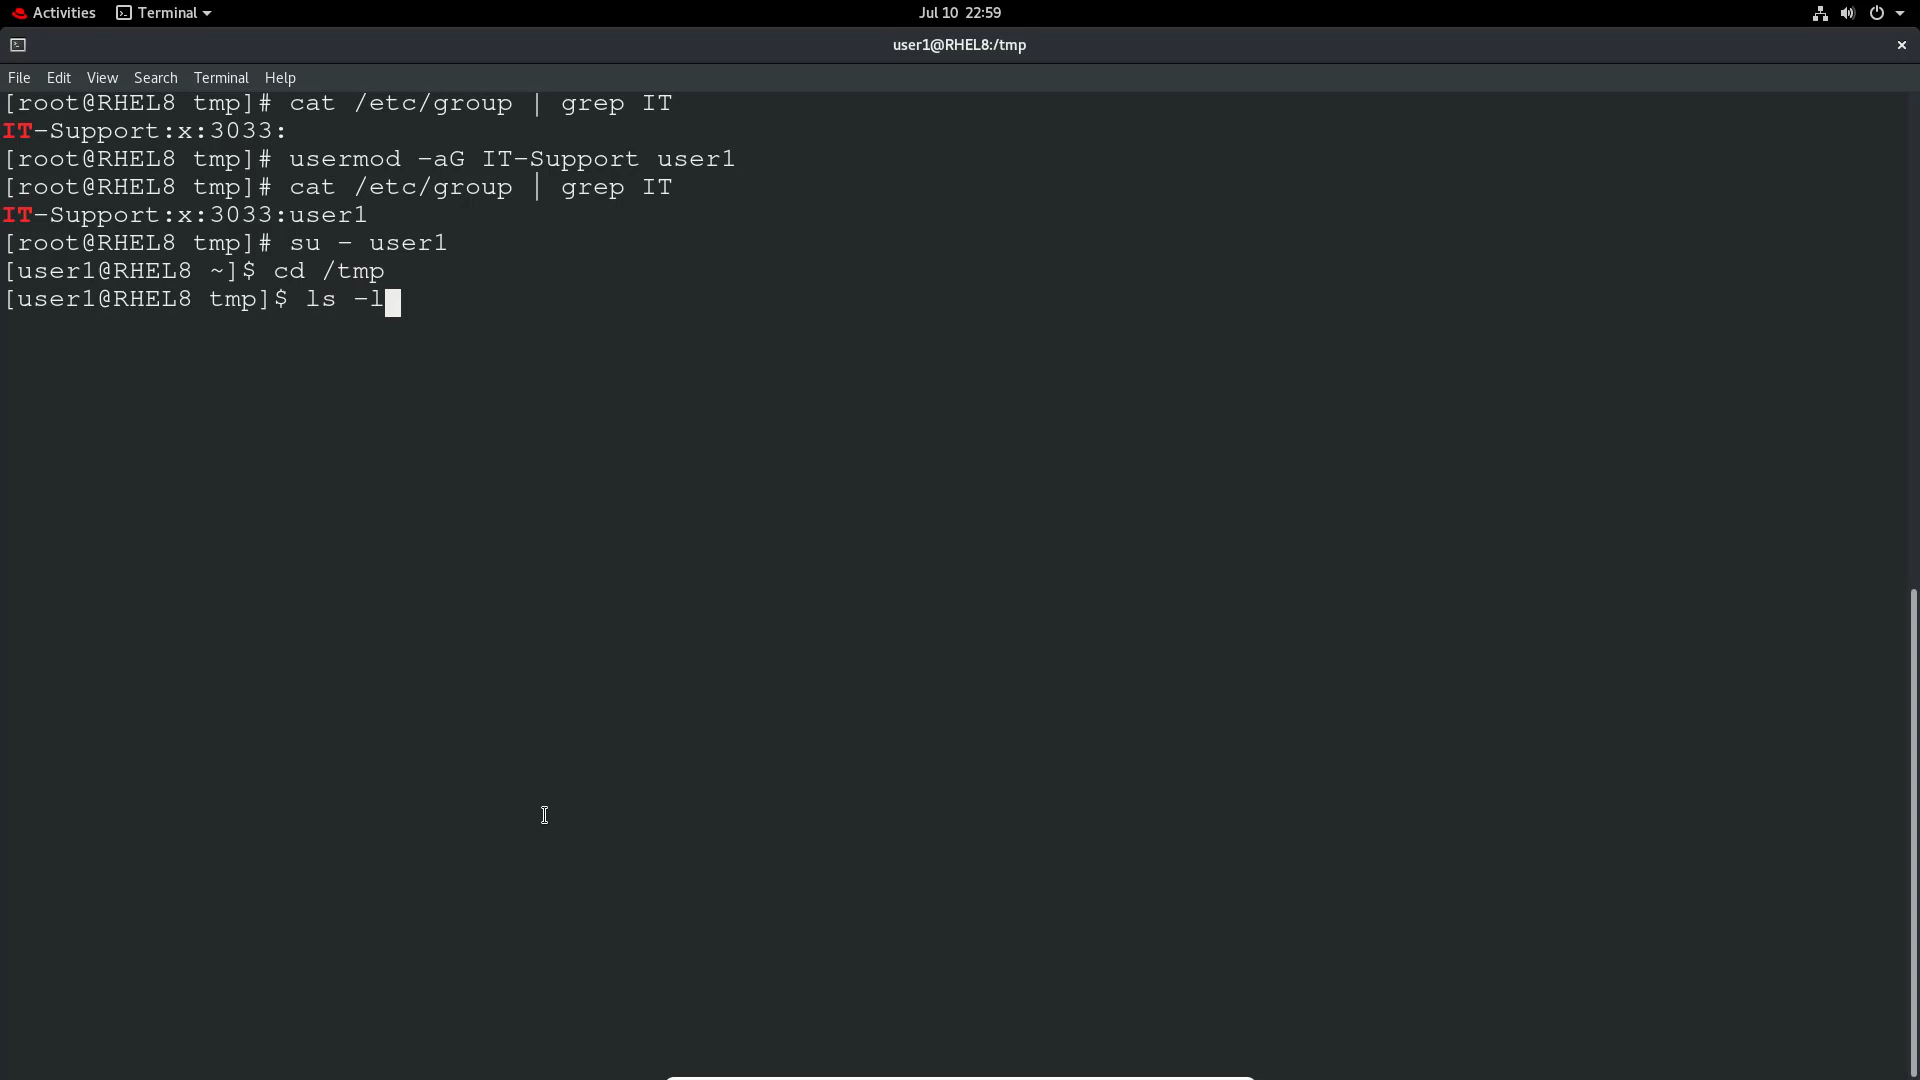 Activities Terminal Jul 10 22:59
user1@RHEL8:/tmp
File Edit View Search Terminal Help
[root@RHEL8 tmp]# cat /etc/group | grep IT
IT-Support:x:3033:
[root@RHEL8 tmp]# usermod -aG IT-Support user1
[root@RHEL8 tmp]# cat /etc/group | grep IT
IT-Support:x:3033:user1
[root@RHEL8 tmp]# su - user1
[user1@RHEL8 ~]$ cd /tmp
[user1@RHEL8 tmp]$ ls -l